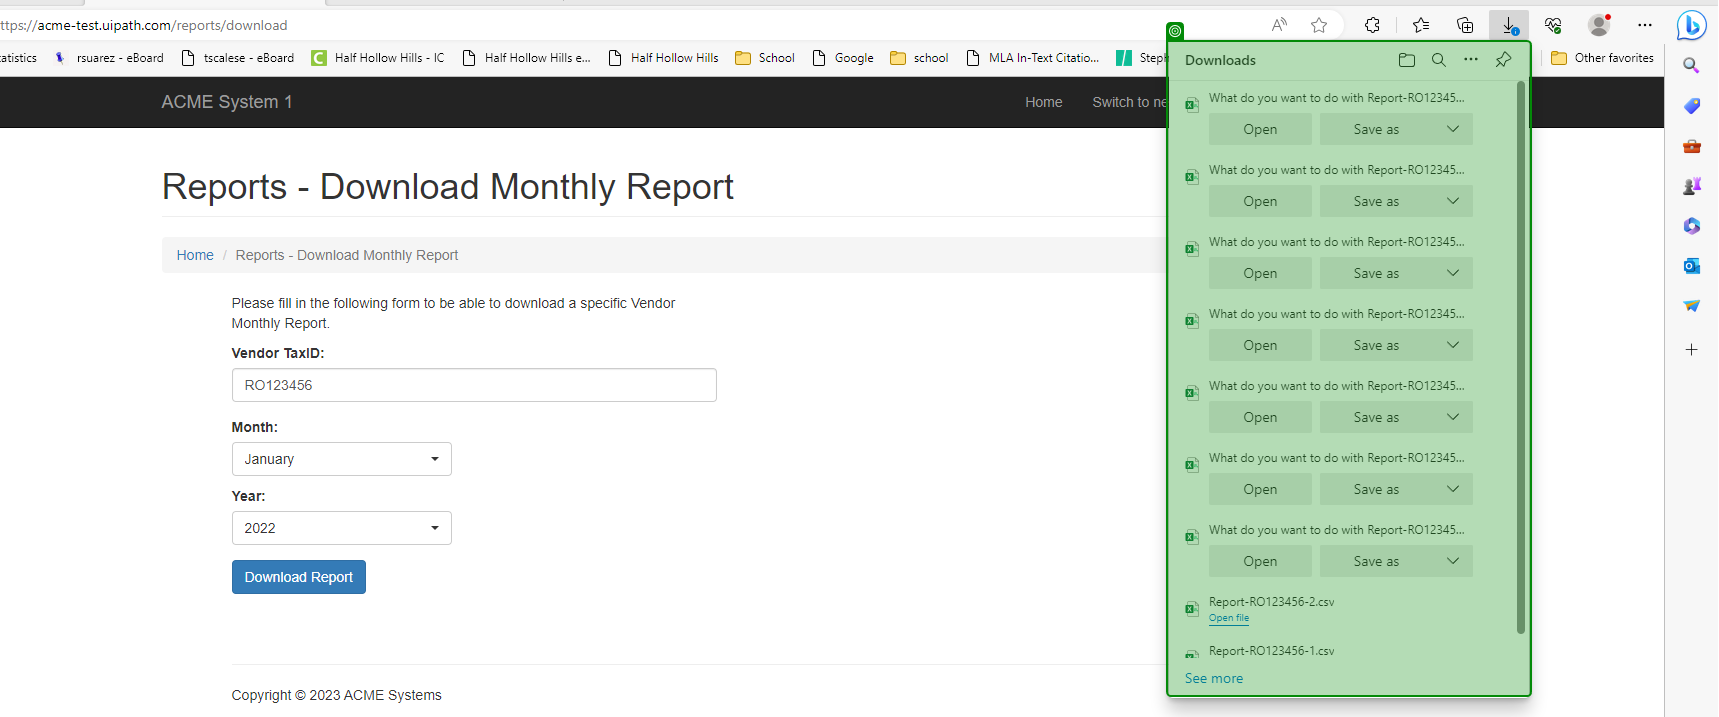 ttps://acme-test.uipath.com/reports/download
atistics rsuarez - eBoard tscalese - eBoard Half Hollow Hills - IC Half Hollow Hills e... Half Hollow Hills School Google school MLA In-Text Citatio... Steph Other favorites
ACME System 1 Home Switch to ne
Reports - Download Monthly Report
Home / Reports - Download Monthly Report
Please fill in the following form to be able to download a specific Vendor
Monthly Report.
Vendor TaxID:
RO123456
Month:
January
Year:
2022
Download Report
Copyright © 2023 ACME Systems
Downloads
What do you want to do with Report-RO12345...
Open Save as
What do you want to do with Report-RO12345...
Open Save as
What do you want to do with Report-RO12345...
Open Save as
What do you want to do with Report-RO12345...
Open Save as
What do you want to do with Report-RO12345...
Open Save as
What do you want to do with Report-RO12345...
Open Save as
What do you want to do with Report-RO12345...
Open Save as
Report-RO123456-2.csv
Open file
Report-RO123456-1.csv
See more